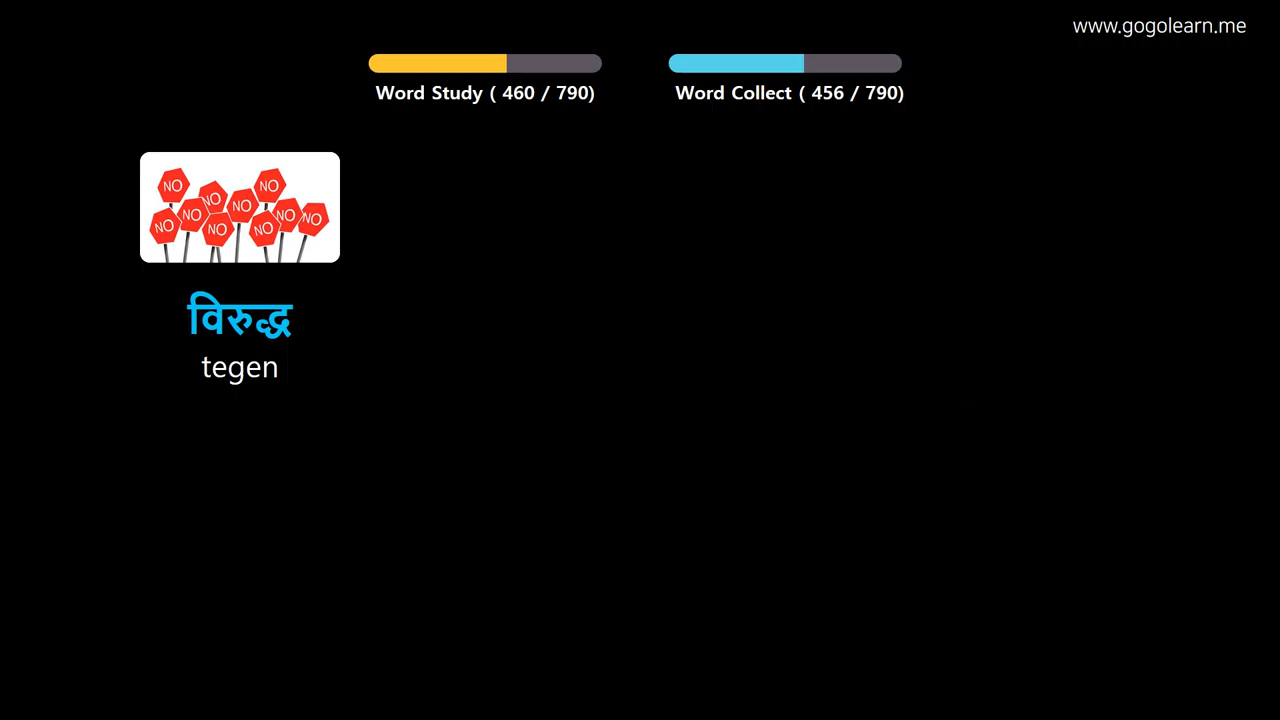 www.gogolearn.me
Word Study ( 460 / 790)
Word Collect ( 456 / 790)
NO NO NO NO NO NO NO NO NO NO
विरुद्ध
tegen